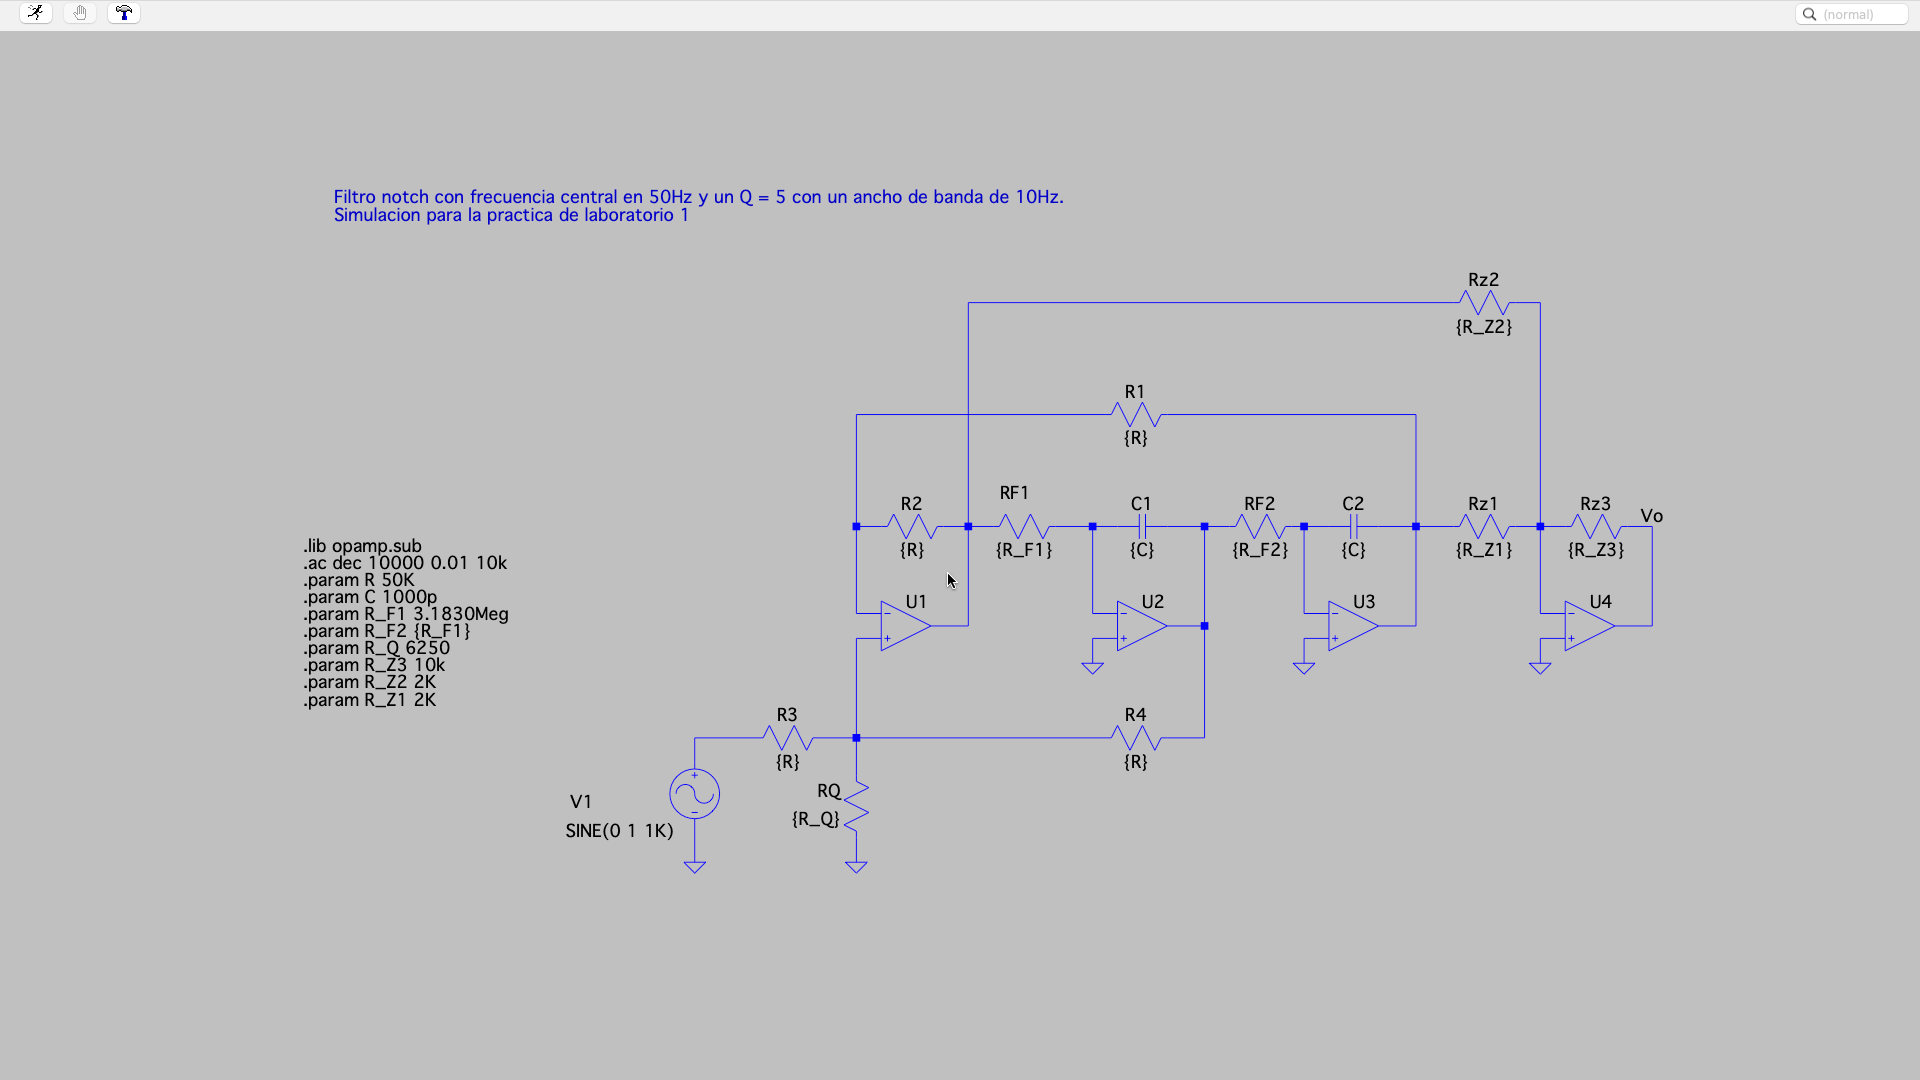 (normal)
Filtro notch con frecuencia central en 50Hz y un Q = 5 con un ancho de banda de 10Hz.
Simulacion para la practica de laboratorio 1
Rz2
{R_Z2}
R1
{R}
R2
{R}
RF1
{R_F1}
C1
{C}
RF2
{R_F2}
C2
{C}
Rz1
{R_Z1}
Rz3
{R_Z3}
Vo
.lib opamp.sub
.ac dec 10000 0.01 10k
.param R 50K
.param C 1000p
.param R_F1 3.1830Meg
.param R_F2 {R_F1}
.param R_Q 6250
.param R_Z3 10k
.param R_Z2 2K
.param R_Z1 2K
U1
U2
U3
U4
R3
{R}
R4
{R}
V1
SINE(0 1 1K)
RQ
{R_Q}